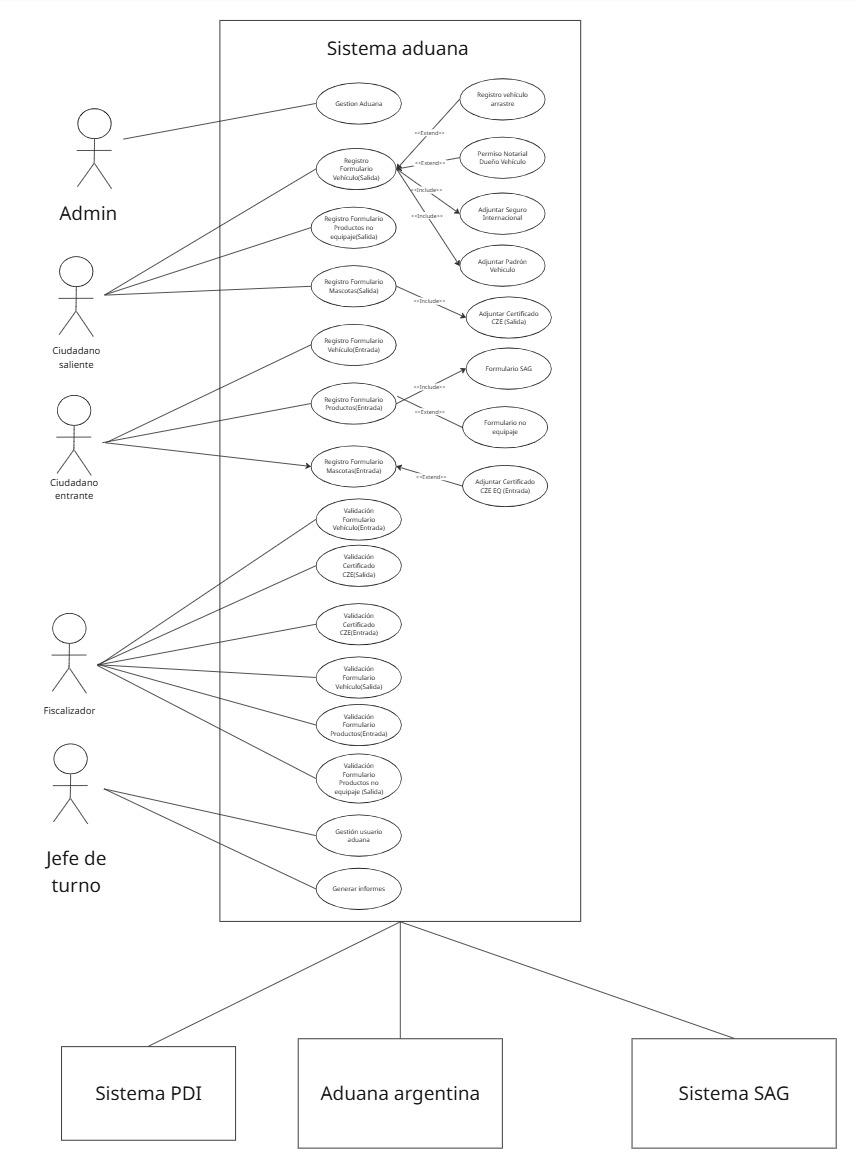 Sistema aduana
Gestion Aduana
Registro vehículo
arrastre
<<Extend>>
Admin
Registro
Formulario
Vehículo(Salida)
<<Extend>>
Permiso Notarial
Dueño Vehículo
<<Include>>
Adjuntar Seguro
Internacional
<<Include>>
Registro Formulario
Productos no
equipaje(Salida)
Adjuntar Padrón
Vehículo
Registro Formulario
Mascotas(Salida)
<<Include>>
Adjuntar Certificado
CZE (Salida)
Ciudadano
saliente
Registro Formulario
Vehículo(Entrada)
Formulario SAG
<<Include>>
Registro Formulario
Productos(Entrada)
<<Extend>>
Formulario no
equipaje
Registro Formulario
Mascotas(Entrada)
<<Extend>>
Adjuntar Certificado
CZE EQ (Entrada)
Ciudadano
entrante
Validación
Formulario
Vehículo(Entrada)
Validación
Certificado
CZE(Salida)
Validación
Certificado
CZE(Entrada)
Validación
Formulario
Vehículo(Salida)
Fiscalizador
Validación
Formulario
Productos(Entrada)
Validación
Formulario
Productos no
equipaje (Salida)
Gestión usuario
aduana
Jefe de
turno
Generar informes
Sistema PDI
Aduana argentina
Sistema SAG